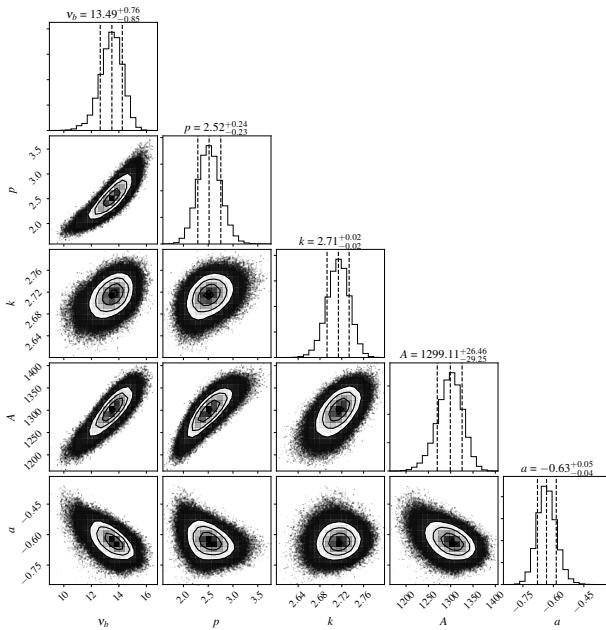 ν_b = 13.49^{+0.76}_{−0.85}
p = 2.52^{+0.24}_{−0.23}
3.5
3.0
2.5
2.0
p
k = 2.71^{+0.02}_{−0.02}
2.76
2.72
2.68
2.64
k
A = 1299.11^{+26.46}_{−29.25}
1400
1350
1300
1250
1200
A
a = −0.63^{+0.05}_{−0.04}
−0.45
−0.60
−0.75
a
10 12 14 16
2.0 2.5 3.0 3.5
2.64 2.68 2.72 2.76
1200 1250 1300 1350 1400
−0.75 −0.60 −0.45
ν_b p k A a